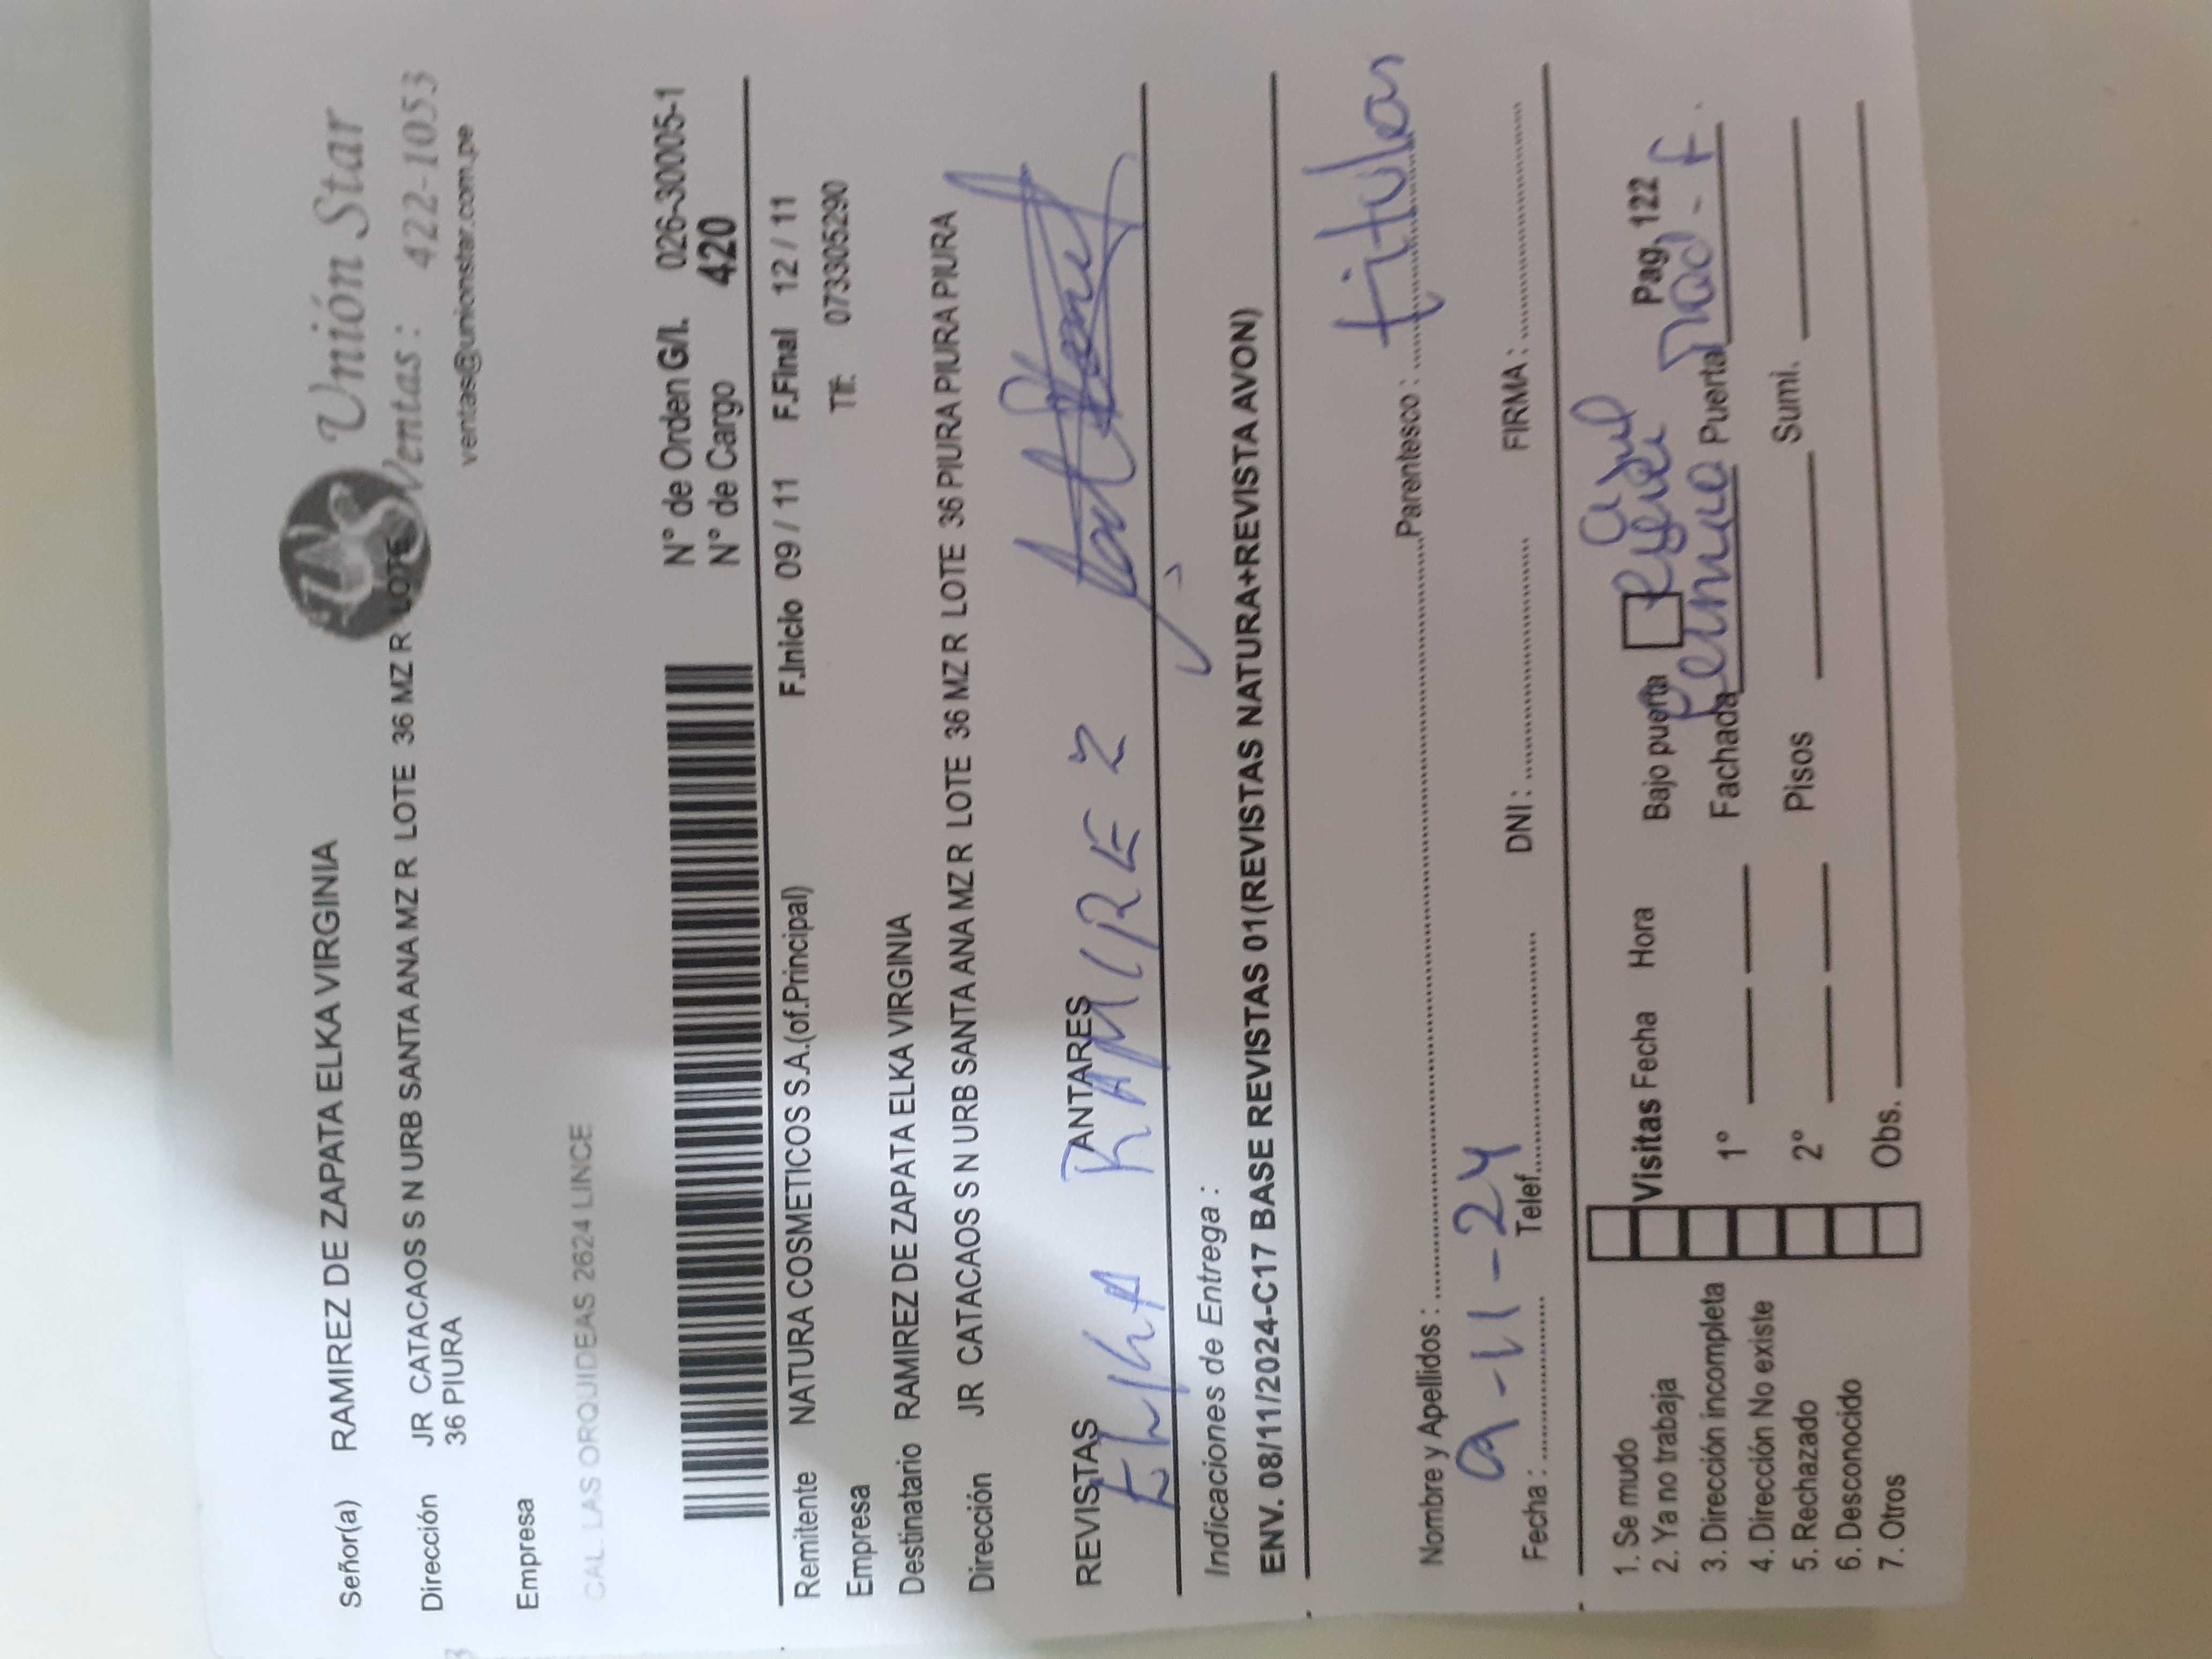 Unión Star
Ventas: 422-1053
ventas@unionstar.com.pe
Señor(a) RAMIREZ DE ZAPATA ELKA VIRGINIA
Dirección JR CATACAOS S N URB SANTA ANA MZ R LOTE 36 MZ R LOTE
36 PIURA
Empresa
CAL. LAS ORQUIDEAS 2624 LINCE
N° de Orden G/I. 026-30005-1
N° de Cargo 420
Remitente NATURA COSMETICOS S.A.(of.Principal) F.Inicio 09 / 11 F.Final 12 / 11
Empresa Tlf: 073305290
Destinatario RAMIREZ DE ZAPATA ELKA VIRGINIA
Dirección JR CATACAOS S N URB SANTA ANA MZ R LOTE 36 MZ R LOTE 36 PIURA PIURA PIURA
REVISTAS ANTARES
Elka RAMIREZ
Indicaciones de Entrega :
ENV. 08/11/2024-C17 BASE REVISTAS 01(REVISTAS NATURA+REVISTA AVON)
titular
Nombre y Apellidos : Parentesco :
9-11-24
Fecha : Telef. DNI : FIRMA :
1. Se mudo
2. Ya no trabaja
3. Dirección incompleta
4. Dirección No existe
5. Rechazado
6. Desconocido
7. Otros
Visitas Fecha Hora
1°
2°
Obs.
Bajo puerta Pag. 122
azul
Fachada Puerta
Pisos Sumi.